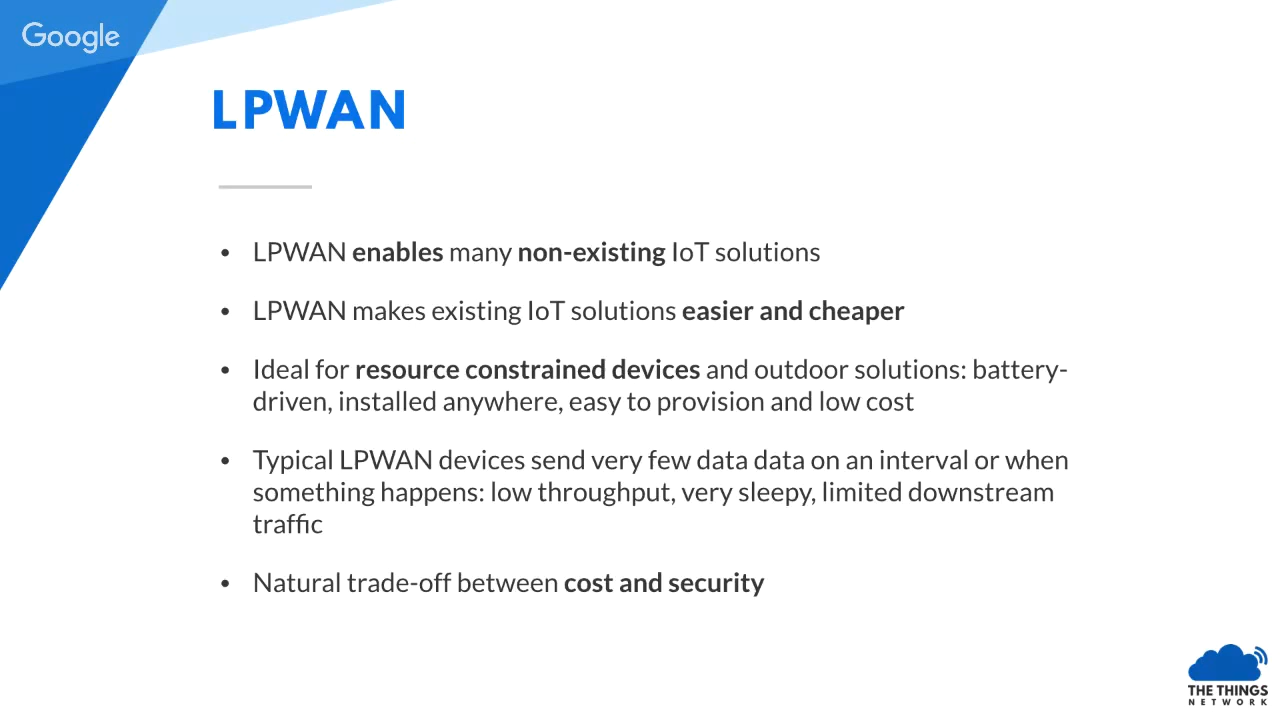 Google
LPWAN
• LPWAN enables many non-existing IoT solutions
• LPWAN makes existing IoT solutions easier and cheaper
• Ideal for resource constrained devices and outdoor solutions: battery-
driven, installed anywhere, easy to provision and low cost
• Typical LPWAN devices send very few data data on an interval or when
something happens: low throughput, very sleepy, limited downstream
traffic
• Natural trade-off between cost and security
THE THINGS
NETWORK